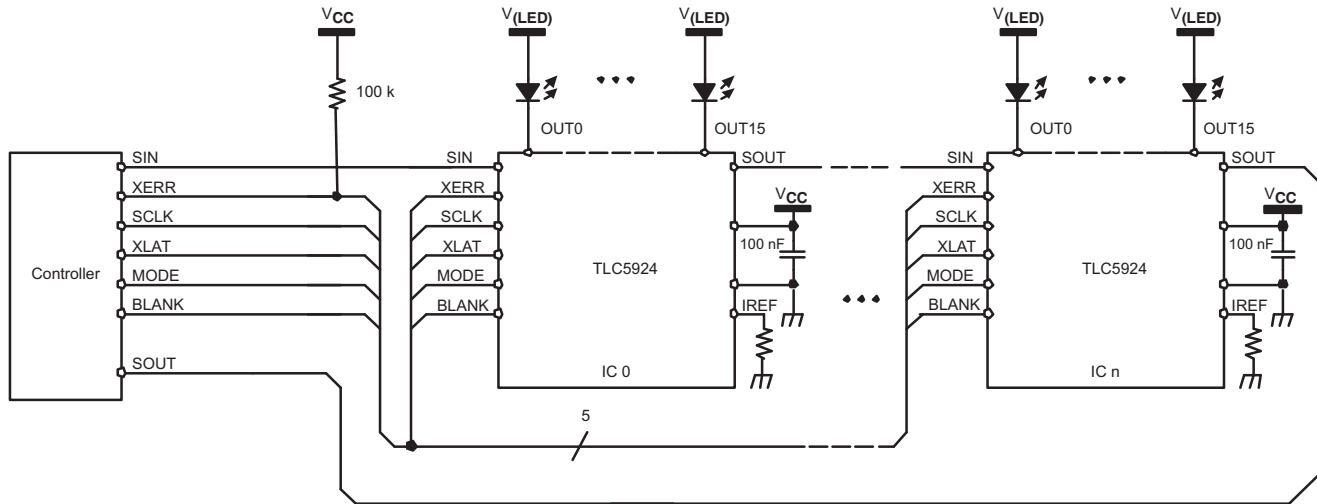 VCC
V(LED)
V(LED)
V(LED)
V(LED)
100 k
OUT0
OUT15
OUT0
OUT15
SIN
SIN
SOUT
SIN
SOUT
XERR
XERR
XERR
VCC
VCC
SCLK
SCLK
SCLK
100 nF
100 nF
XLAT
XLAT
XLAT
Controller
TLC5924
TLC5924
MODE
MODE
MODE
BLANK
BLANK
IREF
BLANK
IREF
SOUT
IC 0
IC n
5